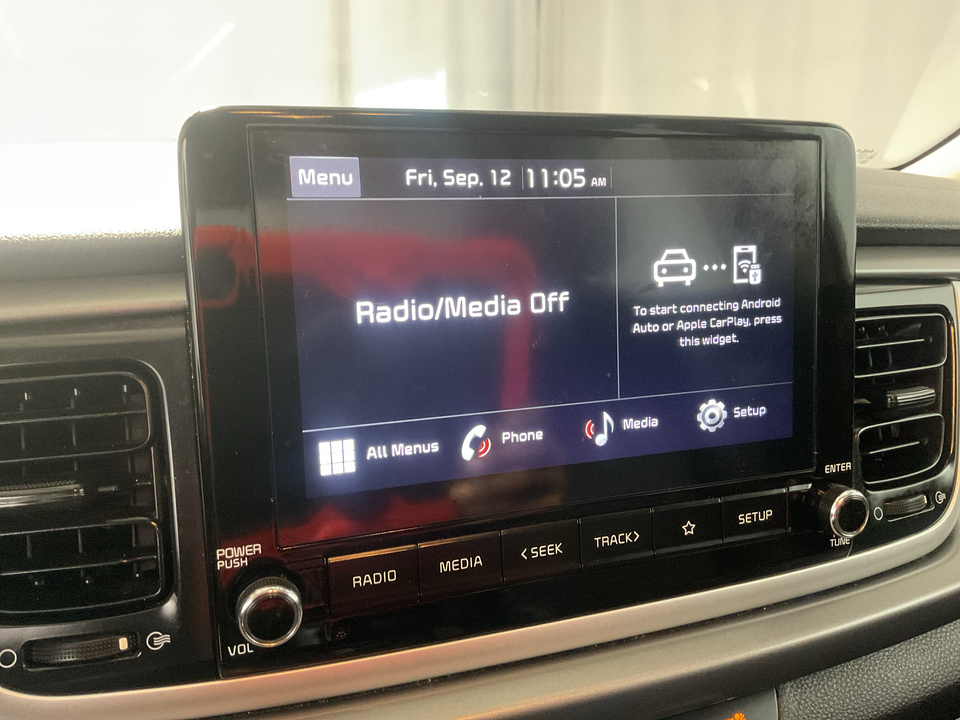 Menu
Fri, Sep. 12
11:05 AM
Radio/Media Off
To start connecting Android
Auto or Apple CarPlay, press
this widget.
All Menus
Phone
Media
Setup
POWER
PUSH
VOL
RADIO
MEDIA
<SEEK
TRACK>
SETUP
ENTER
TUNE